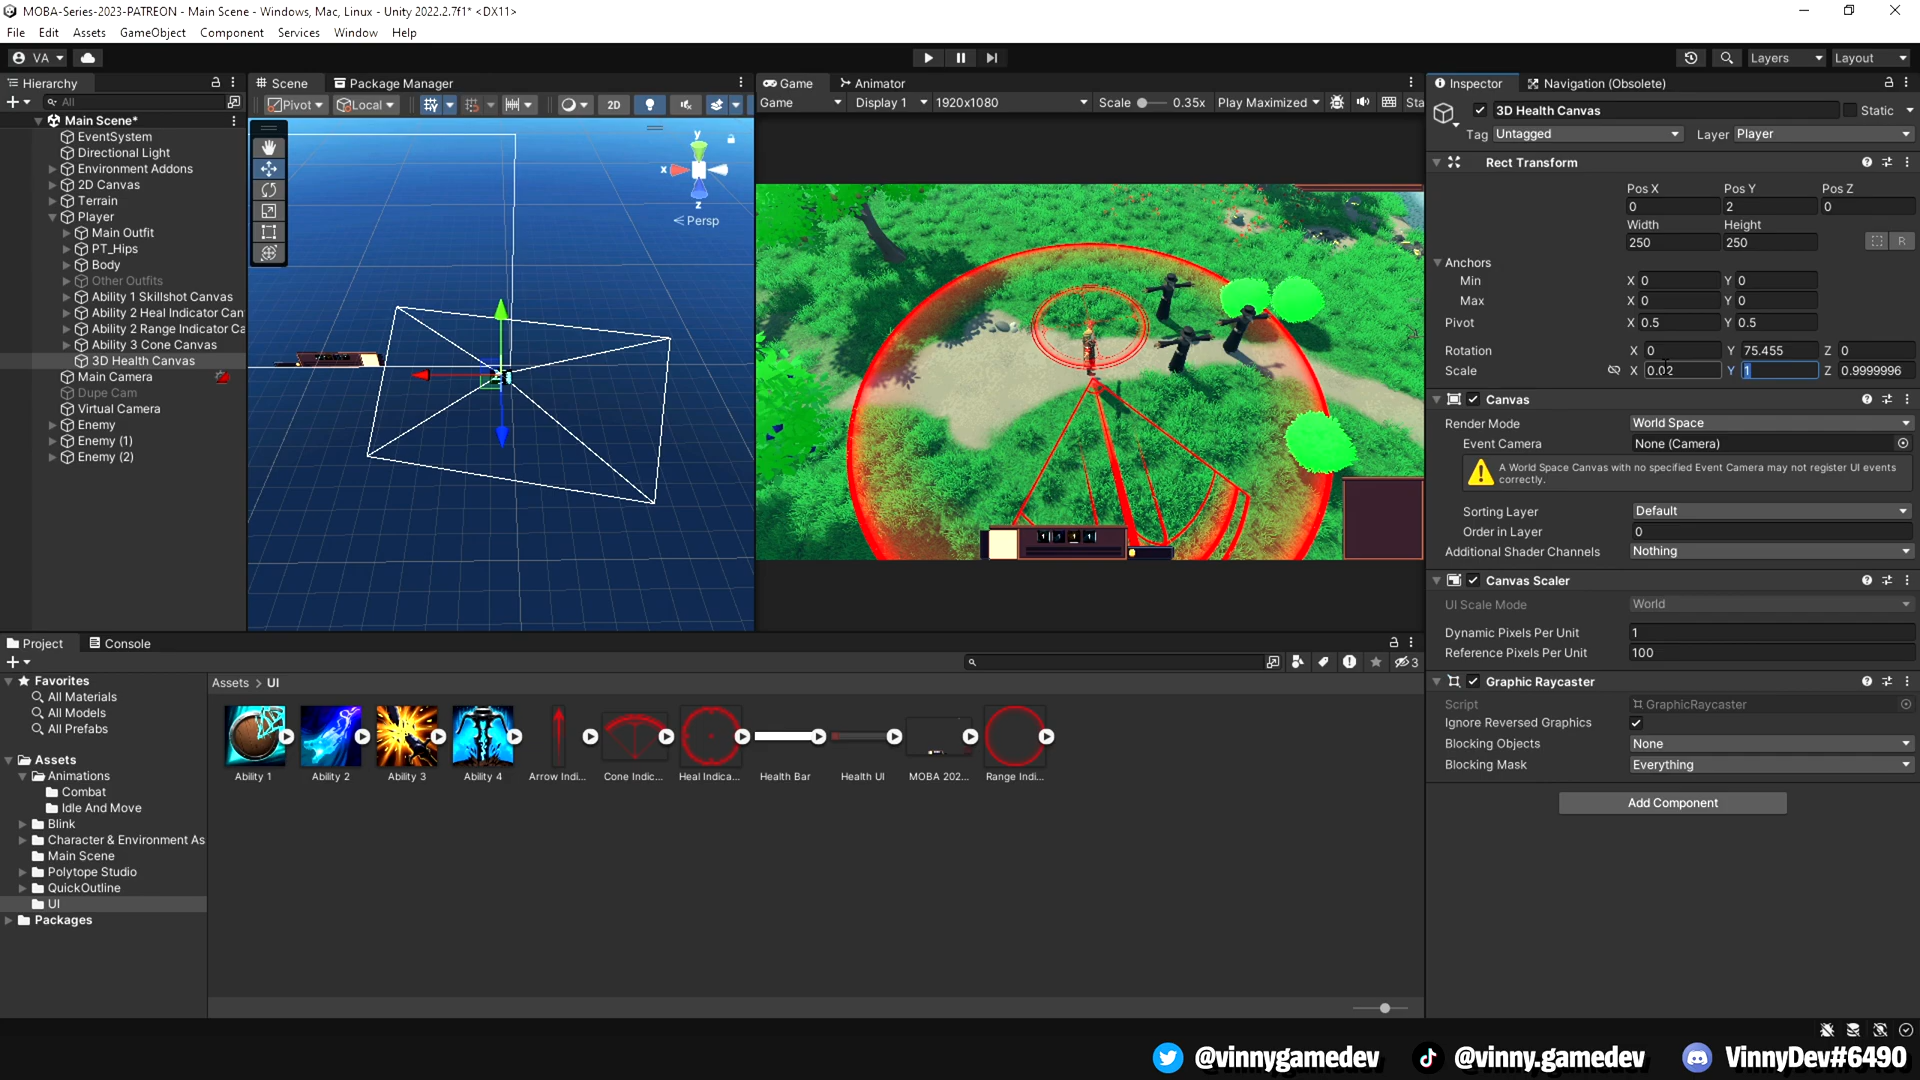 MOBA-Series-2023-PATREON - Main Scene - Windows, Mac, Linux - Unity 2022.2.7f1* <DX11>
File Edit Assets GameObject Component Services Window Help
VA Layers Layout
Hierarchy
All
Main Scene*
EventSystem
Directional Light
Environment Addons
2D Canvas
Terrain
Player
Main Outfit
PT_Hips
Body
Other Outfits
Ability 1 Skillshot Canvas
Ability 2 Heal Indicator Can
Ability 2 Range Indicator Ca
Ability 3 Cone Canvas
3D Health Canvas
Main Camera
Dupe Cam
Virtual Camera
Enemy
Enemy (1)
Enemy (2)
Scene Package Manager
Pivot Local 2D
y
x
z
Persp
Game Animator
Game Display 1 1920x1080 Scale 0.35x Play Maximized Sta
Inspector Navigation (Obsolete)
3D Health Canvas Static
Tag Untagged Layer Player
Rect Transform
Pos X Pos Y Pos Z
0 2 0
Width Height
250 250 R
Anchors
Min X 0 Y 0
Max X 0 Y 0
Pivot X 0.5 Y 0.5
Rotation X 0 Y 75.455 Z 0
Scale X 0.02 Y 1 Z 0.9999996
Canvas
Render Mode World Space
Event Camera None (Camera)
A World Space Canvas with no specified Event Camera may not register UI events
correctly.
Sorting Layer Default
Order in Layer 0
Additional Shader Channels Nothing
Canvas Scaler
UI Scale Mode World
Dynamic Pixels Per Unit 1
Reference Pixels Per Unit 100
Graphic Raycaster
Script GraphicRaycaster
Ignore Reversed Graphics
Blocking Objects None
Blocking Mask Everything
Add Component
Project Console
3
Favorites
All Materials
All Models
All Prefabs
Assets
Animations
Combat
Idle And Move
Blink
Character & Environment As
Main Scene
Polytope Studio
QuickOutline
UI
Packages
Assets > UI
Ability 1 Ability 2 Ability 3 Ability 4 Arrow Indi... Cone Indic... Heal Indica... Health Bar Health UI MOBA 202... Range Indi...
@vinnygamedev @vinny.gamedev VinnyDev#6490